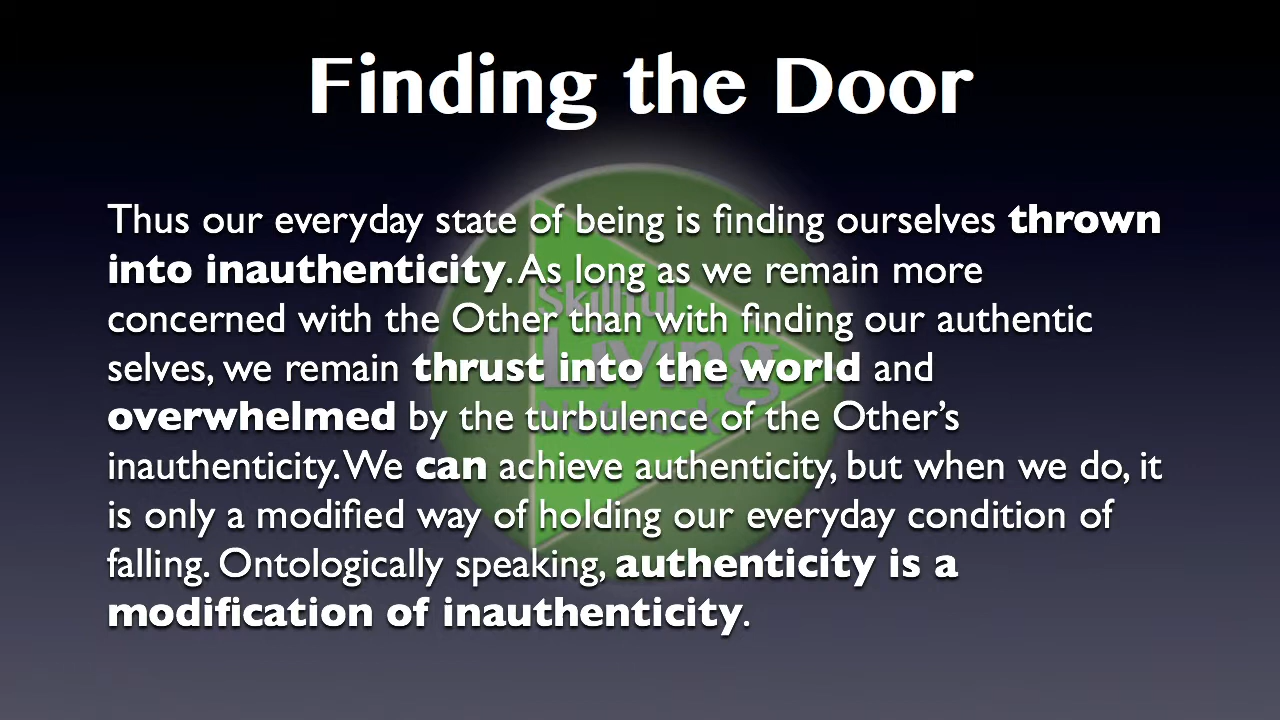 Finding the Door
Thus our everyday state of being is finding ourselves thrown
into inauthenticity. As long as we remain more
concerned with the Other than with finding our authentic
selves, we remain thrust into the world and
overwhelmed by the turbulence of the Other’s
inauthenticity. We can achieve authenticity, but when we do, it
is only a modified way of holding our everyday condition of
falling. Ontologically speaking, authenticity is a
modification of inauthenticity.
Skillful
Living
Network